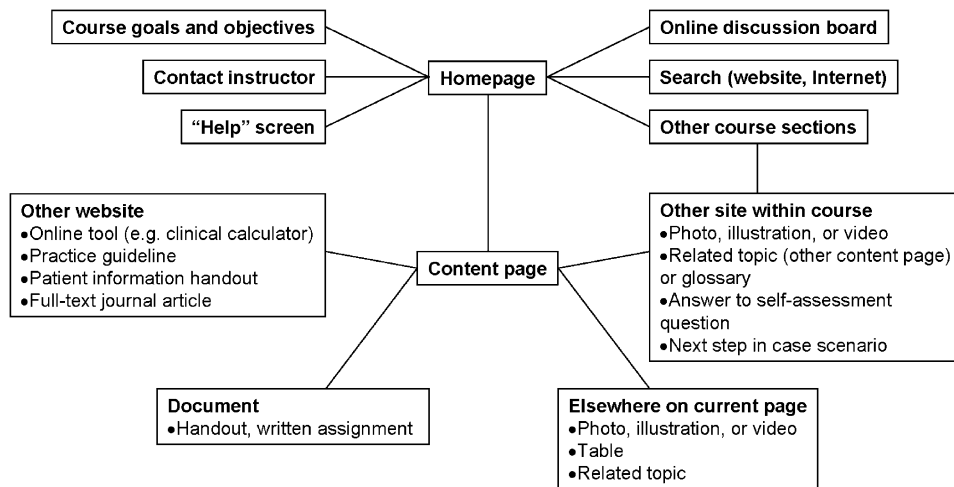 Course goals and objectives
Online discussion board
Contact instructor
Homepage
Search (website, Internet)
“Help” screen
Other course sections
Other website
●Online tool (e.g. clinical calculator)
●Practice guideline
●Patient information handout
●Full-text journal article
Content page
Other site within course
●Photo, illustration, or video
●Related topic (other content page)
or glossary
●Answer to self-assessment
question
●Next step in case scenario
Document
●Handout, written assignment
Elsewhere on current page
●Photo, illustration, or video
●Table
●Related topic